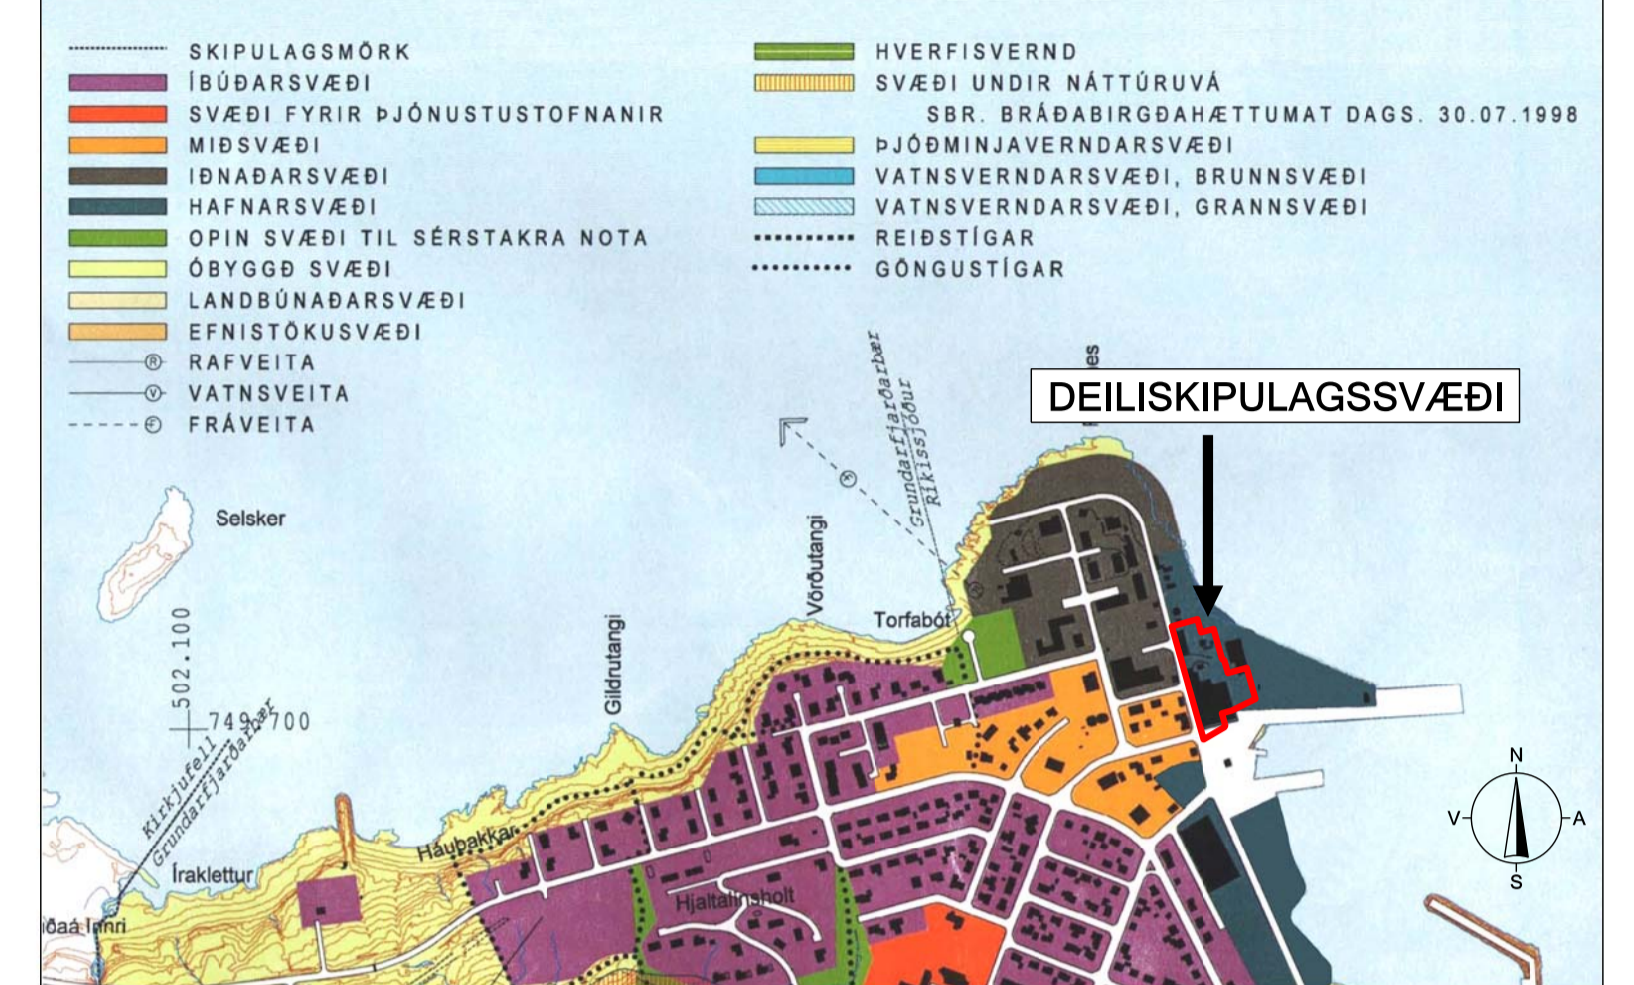 SKIPULAGSMÖRK
ÍBÚÐARSVÆÐI
SVÆÐI FYRIR ÞJÓNUSTUSTOFNANIR
MIÐSVÆÐI
IÐNAÐARSVÆÐI
HAFNARSVÆÐI
OPIN SVÆÐI TIL SÉRSTAKRA NOTA
ÓBYGGÐ SVÆÐI
LANDBÚNAÐARSVÆÐI
EFNISTÖKUSVÆÐI
R RAFVEITA
V VATNSVEITA
F FRÁVEITA
HVERFISVERND
SVÆÐI UNDIR NÁTTÚRUVÁ
SBR. BRÁÐABIRGÐAHÆTTUMAT DAGS. 30.07.1998
ÞJÓÐMINJAVERNDARSVÆÐI
VATNSVERNDARSVÆÐI, BRUNNSVÆÐI
VATNSVERNDARSVÆÐI, GRANNSVÆÐI
REIÐSTÍGAR
GÖNGUSTÍGAR
DEILISKIPULAGSSVÆÐI
Grundarfjarðarbær
Ríkissjóður
Selsker
Vörðutangi
Torfabót
Gildrutangi
502.100
749.700
Kirkjufell
Grundarfjarðarbær
Háubakkar
Íraklettur
Hjaltalínsholt
Innri
N
V
A
S